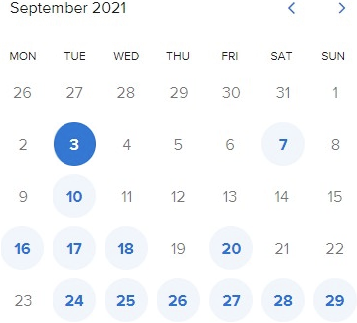 September 2021
MON TUE WED THU FRI SAT SUN
26 27 28 29 30 31 1
2 3 4 5 6 7 8
9 10 11 12 13 14 15
16 17 18 19 20 21 22
23 24 25 26 27 28 29